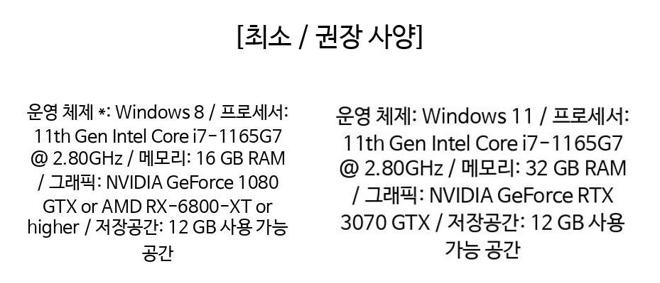 [최소 / 권장 사양]
운영 체제 *: Windows 8 / 프로세서:
11th Gen Intel Core i7-1165G7
@ 2.80GHz / 메모리: 16 GB RAM
/ 그래픽: NVIDIA GeForce 1080
GTX or AMD RX-6800-XT or
higher / 저장공간: 12 GB 사용 가능
공간
운영 체제: Windows 11 / 프로세서:
11th Gen Intel Core i7-1165G7
@ 2.80GHz / 메모리: 32 GB RAM
/ 그래픽: NVIDIA GeForce RTX
3070 GTX / 저장공간: 12 GB 사용
가능 공간